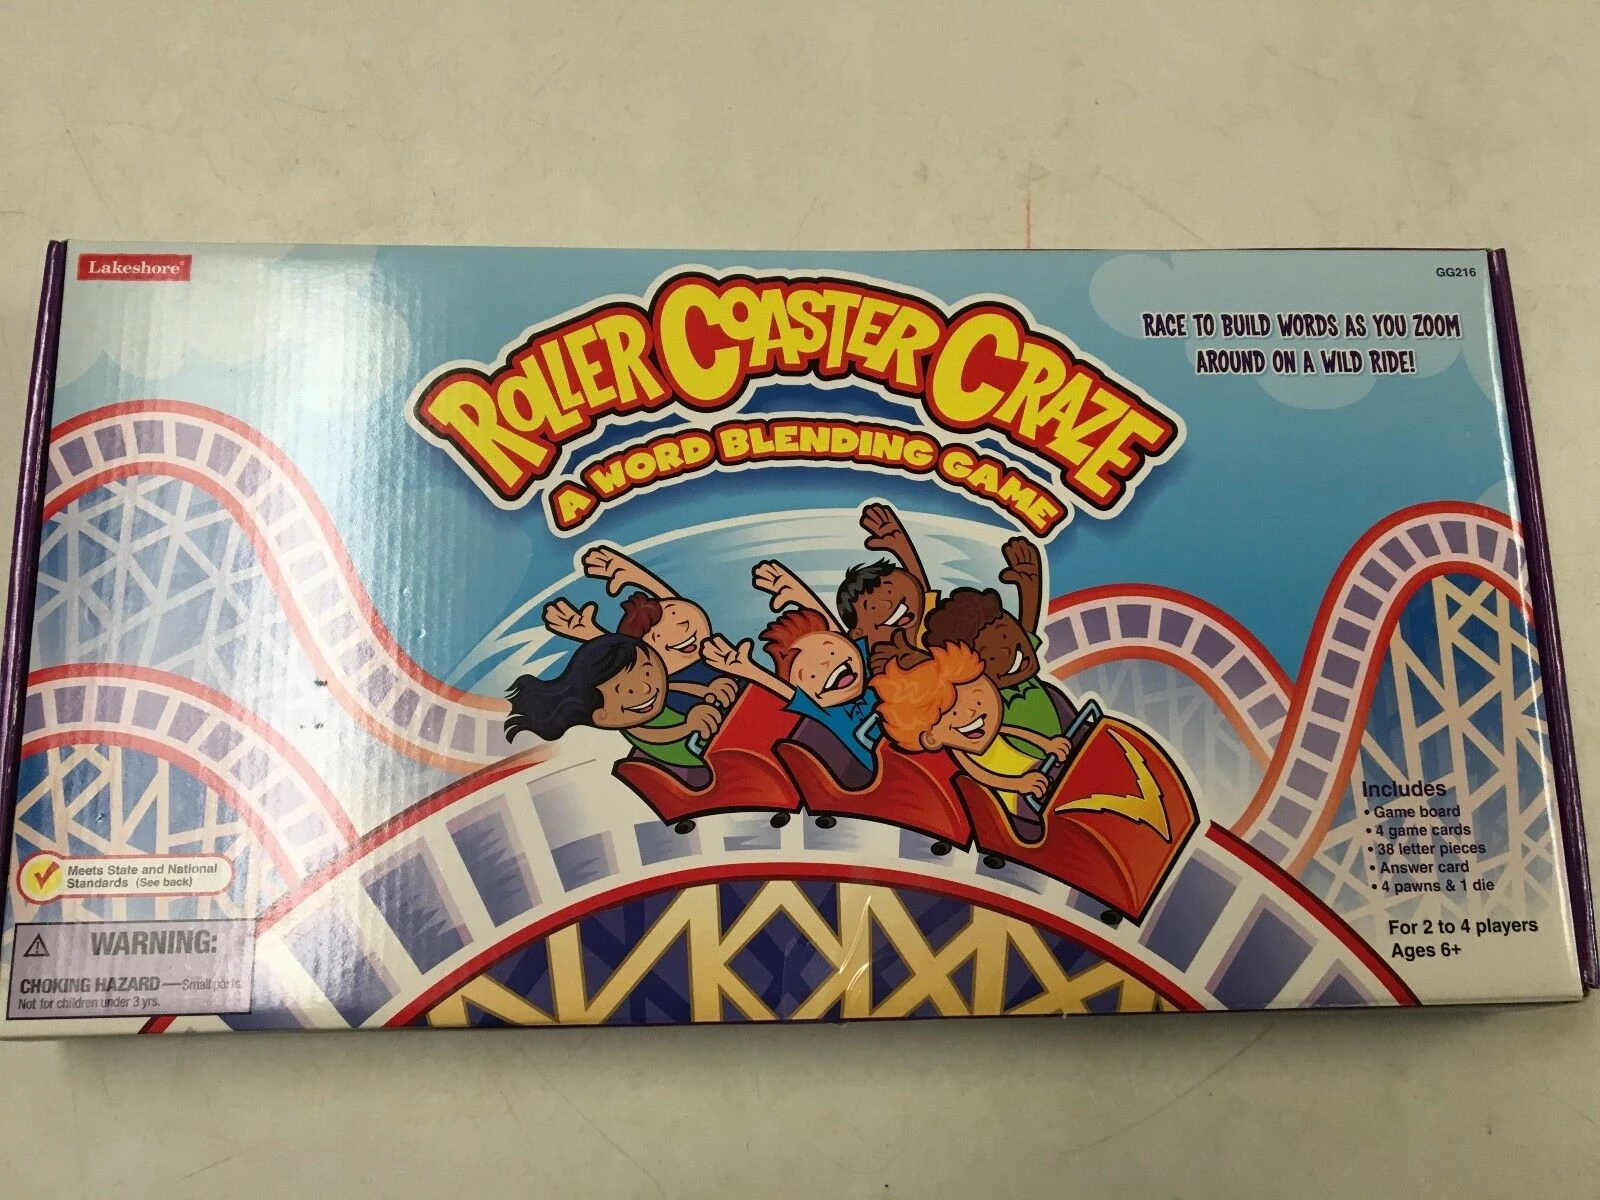 Lakeshore
GG216
ROLLER COASTER CRAZE
A WORD BLENDING GAME
RACE TO BUILD WORDS AS YOU ZOOM
AROUND ON A WILD RIDE!
Includes
• Game board
• 4 game cards
• 38 letter pieces
• Answer card
• 4 pawns & 1 die
For 2 to 4 players
Ages 6+
Meets State and National
Standards (See back)
WARNING:
CHOKING HAZARD—Small parts.
Not for children under 3 yrs.